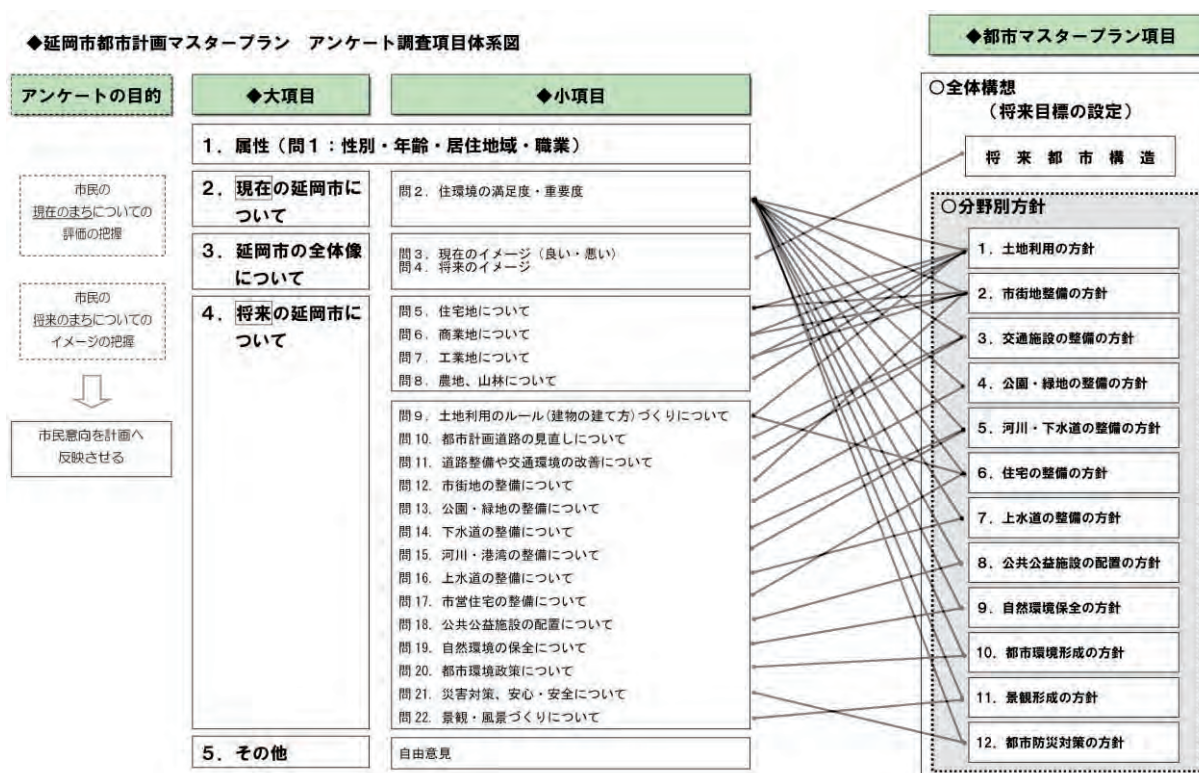 ◆延岡市都市計画マスタープラン　アンケート調査項目体系図
アンケートの目的
市民の
現在のまちについての
評価の把握
市民の
将来のまちについての
イメージの把握
市民意向を計画へ
反映させる
◆大項目
◆小項目
1．属性（問1：性別・年齢・居住地域・職業）
2．現在の延岡市に
ついて
問2．住環境の満足度・重要度
3．延岡市の全体像
について
問3．現在のイメージ（良い・悪い）
問4．将来のイメージ
4．将来の延岡市に
ついて
問5．住宅地について
問6．商業地について
問7．工業地について
問8．農地、山林について
問9．土地利用のルール（建物の建て方）づくりについて
問10．都市計画道路の見直しについて
問11．道路整備や交通環境の改善について
問12．市街地の整備について
問13．公園・緑地の整備について
問14．下水道の整備について
問15．河川・港湾の整備について
問16．上水道の整備について
問17．市営住宅の整備について
問18．公共公益施設の配置について
問19．自然環境の保全について
問20．都市環境政策について
問21．災害対策、安心・安全について
問22．景観・風景づくりについて
5．その他
自由意見
◆都市マスタープラン項目
○全体構想
（将来目標の設定）
将来都市構造
○分野別方針
1．土地利用の方針
2．市街地整備の方針
3．交通施設の整備の方針
4．公園・緑地の整備の方針
5．河川・下水道の整備の方針
6．住宅の整備の方針
7．上水道の整備の方針
8．公共公益施設の配置の方針
9．自然環境保全の方針
10．都市環境形成の方針
11．景観形成の方針
12．都市防災対策の方針